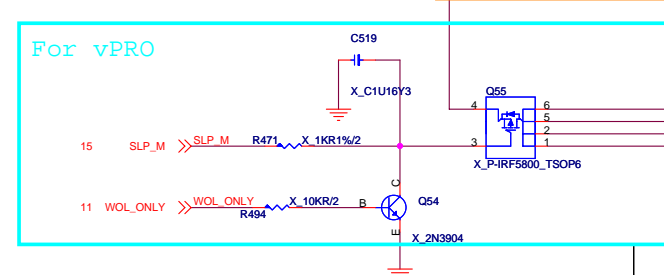 For vPRO
C519
X_C1U16Y3
Q55
4
6
5
2
3
1
X_P-IRF5800_TSOP6
15 SLP_M SLP_M R471 X_1KR1%/2
C
11 WOL_ONLY WOL_ONLY R494 X_10KR/2 B Q54
E
X_2N3904